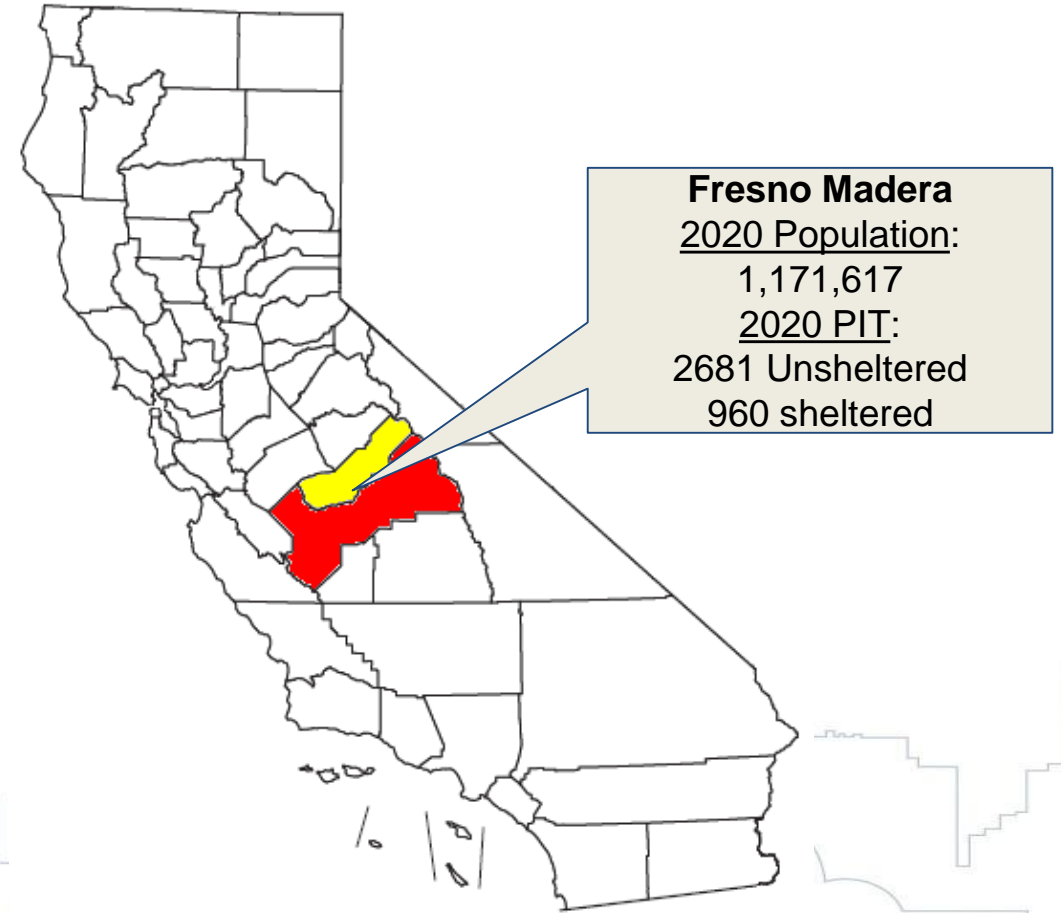 Fresno Madera
2020 Population:
1,171,617
2020 PIT:
2681 Unsheltered
960 sheltered